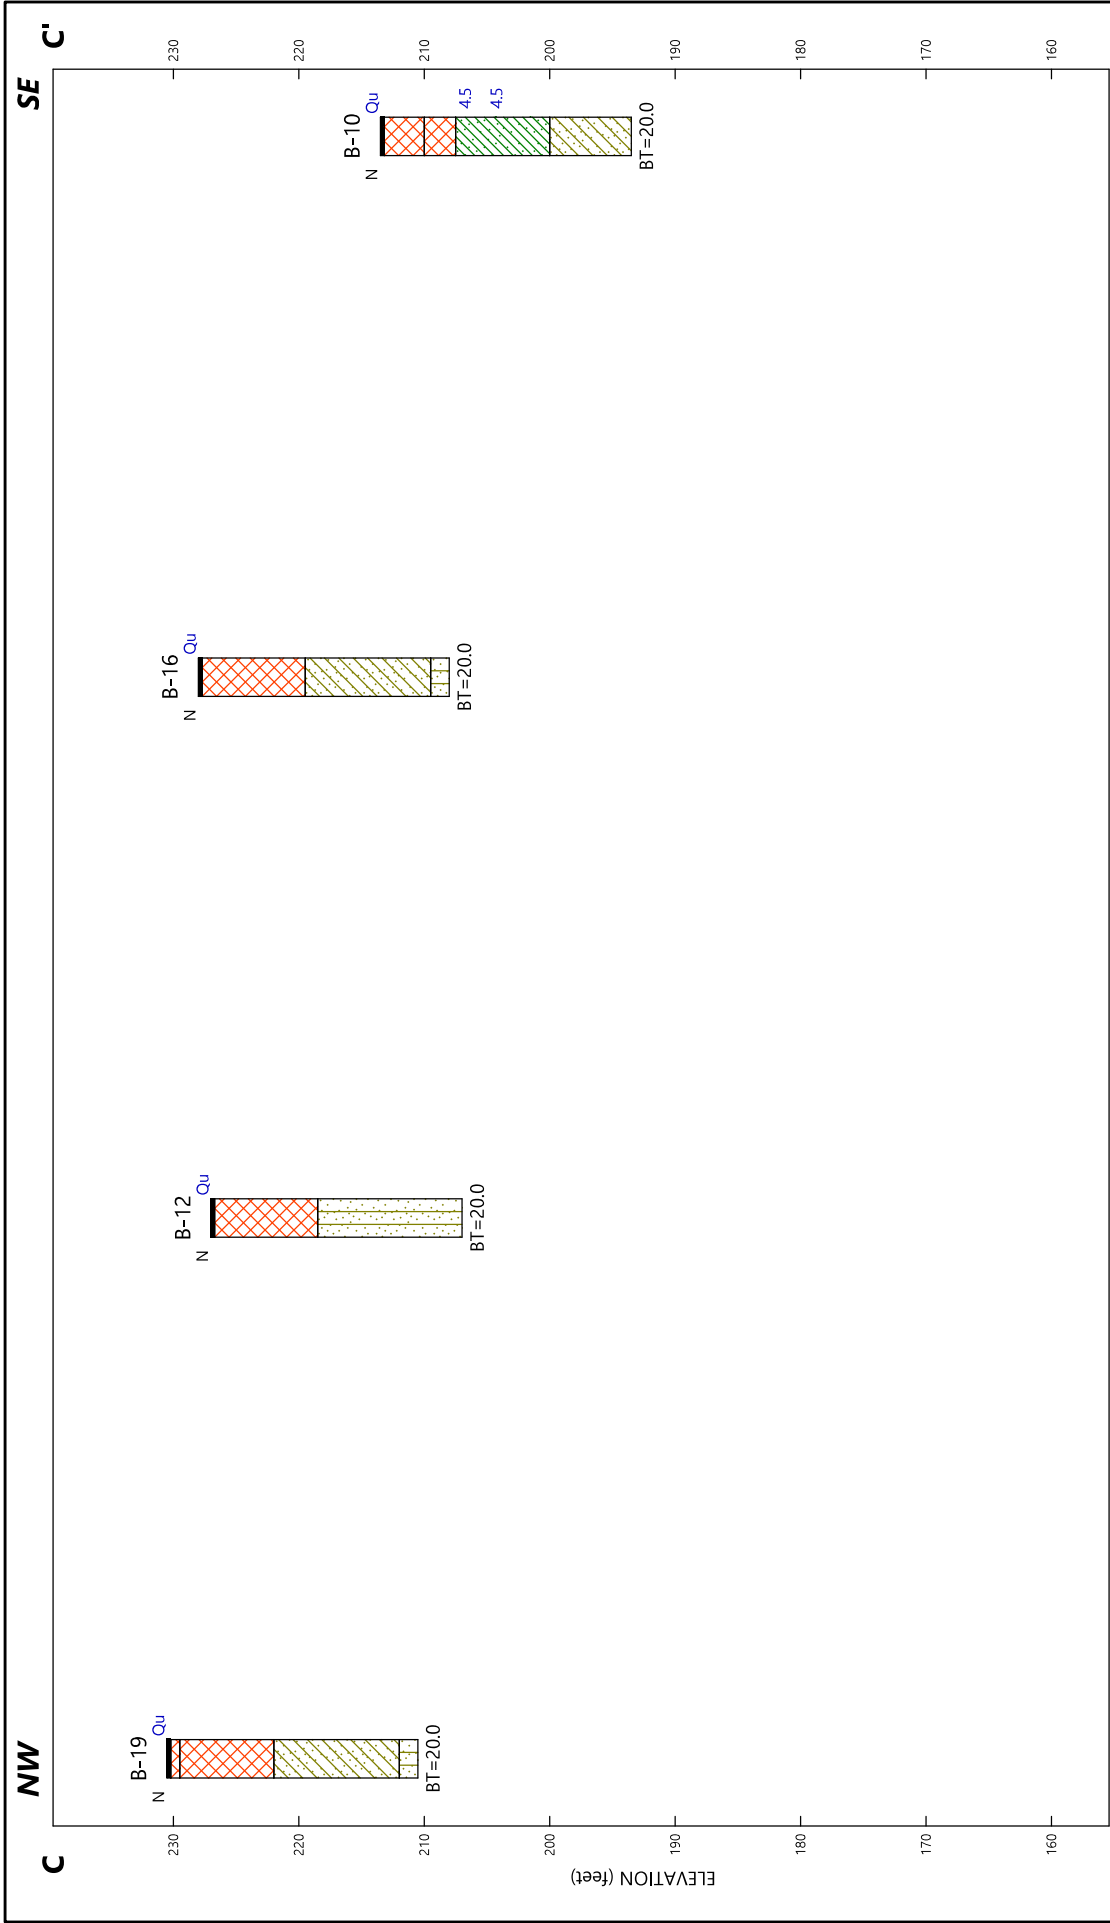 NW
SE
C
C'
230
220
210
200
190
180
170
160
ELEVATION (feet)
B-19
N
Qu
BT=20.0
B-12
N
Qu
BT=20.0
B-16
N
Qu
BT=20.0
B-10
N
Qu
4.5
4.5
BT=20.0
230
220
210
200
190
180
170
160